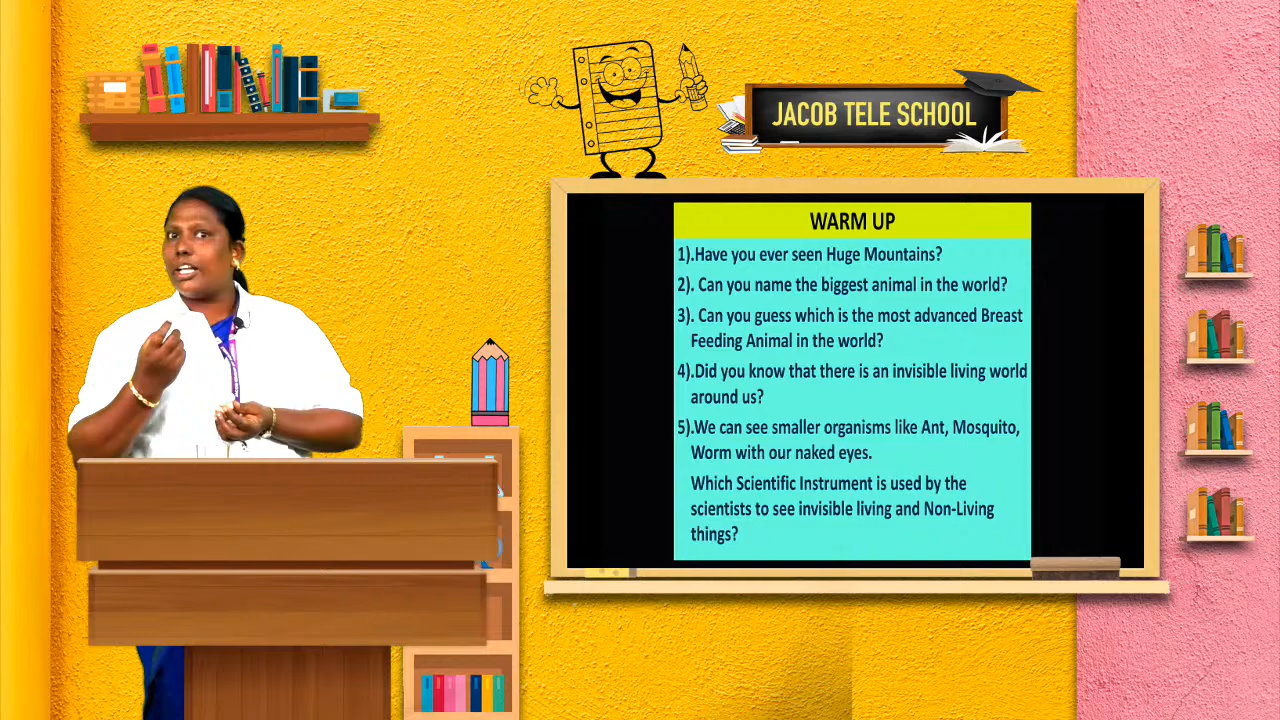 JACOB TELE SCHOOL
WARM UP
1).Have you ever seen Huge Mountains?
2). Can you name the biggest animal in the world?
3). Can you guess which is the most advanced Breast
Feeding Animal in the world?
4).Did you know that there is an invisible living world
around us?
5).We can see smaller organisms like Ant, Mosquito,
Worm with our naked eyes.
Which Scientific Instrument is used by the
scientists to see invisible living and Non-Living
things?